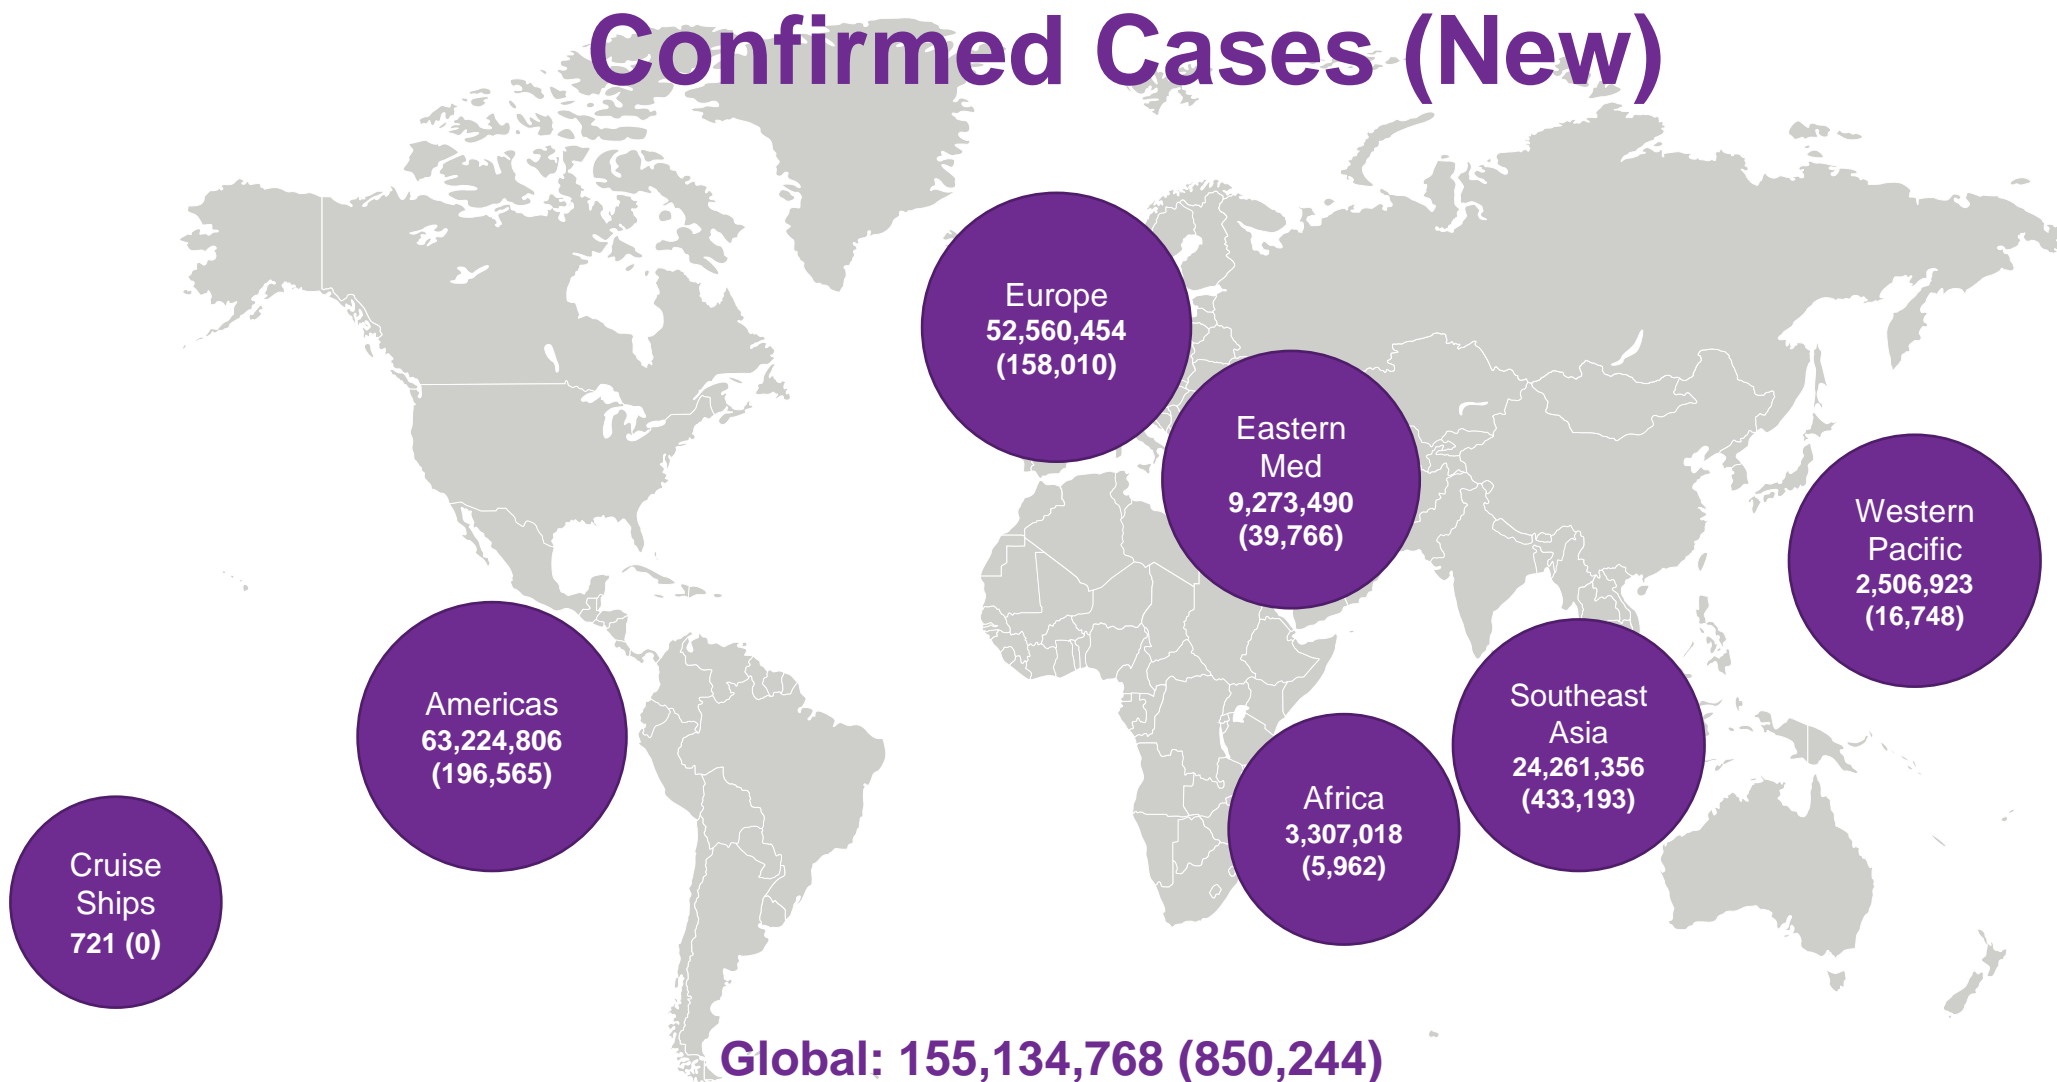 Confirmed Cases (New)
Europe
52,560,454
(158,010)
Eastern
Med
9,273,490
(39,766)
Western
Pacific
2,506,923
(16,748)
Americas
63,224,806
(196,565)
Southeast
Asia
24,261,356
(433,193)
Africa
3,307,018
(5,962)
Cruise
Ships
721 (0)
Global: 155,134,768 (850,244)